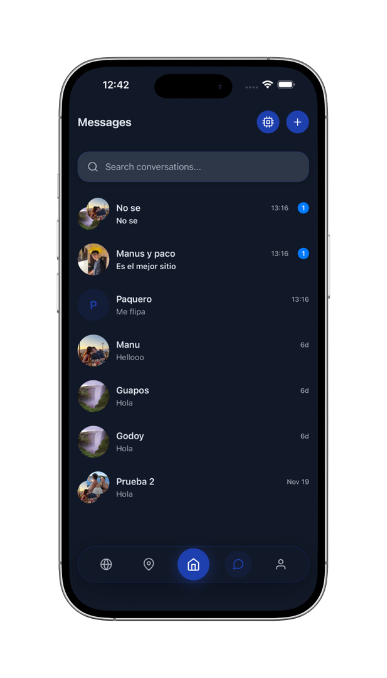 12:42
Messages
Search conversations...
No se 13:16 1
No se
Manus y paco 13:16 1
Es el mejor sitio
P Paquero 13:16
Me flipa
Manu 6d
Hellooo
Guapos 6d
Hola
Godoy 6d
Hola
Prueba 2 Nov 19
Hola